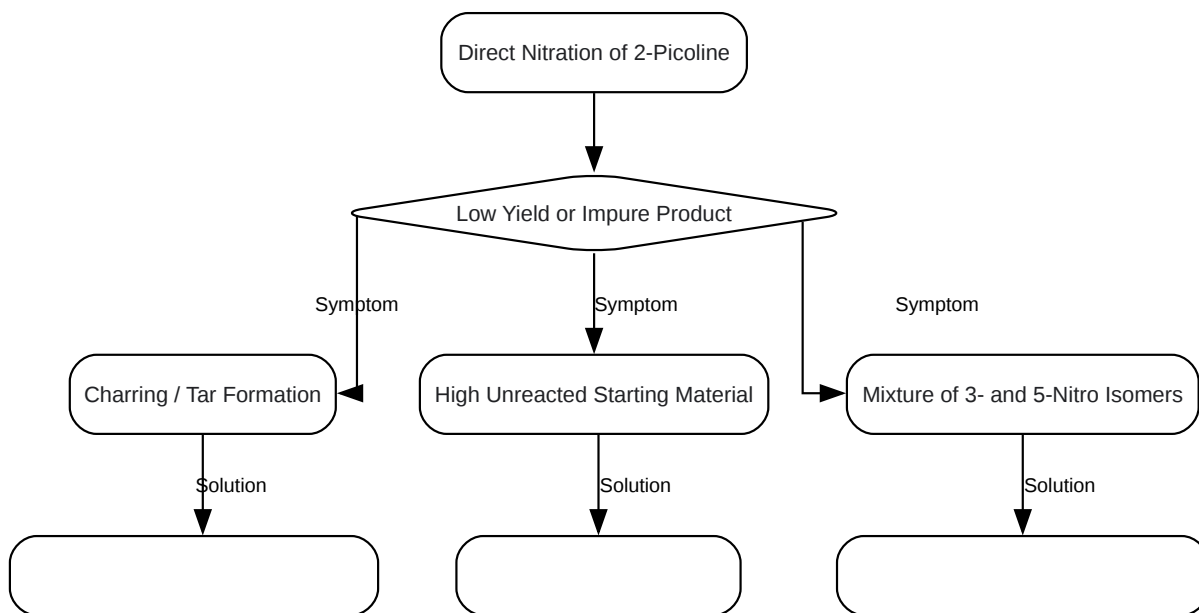 Direct Nitration of 2-Picoline
Low Yield or Impure Product
Symptom
Symptom
Symptom
Charring / Tar Formation
High Unreacted Starting Material
Mixture of 3- and 5-Nitro Isomers
Solution
Solution
Solution